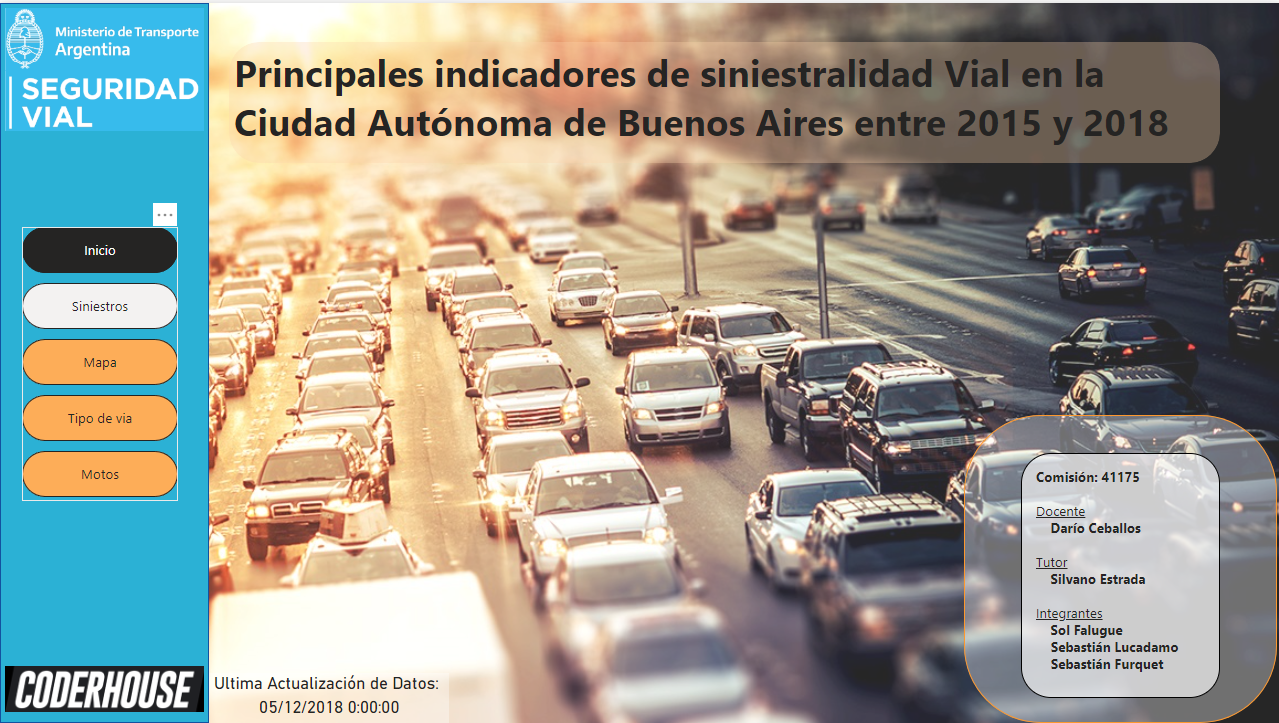 Ministerio de Transporte
Argentina
SEGURIDAD
VIAL
Principales indicadores de siniestralidad Vial en la
Ciudad Autónoma de Buenos Aires entre 2015 y 2018
...
Inicio
Siniestros
Mapa
Tipo de via
Motos
Comisión: 41175
Docente
Darío Ceballos
Tutor
Silvano Estrada
Integrantes
Sol Falugue
Sebastián Lucadamo
Sebastián Furquet
CODERHOUSE
Ultima Actualización de Datos:
05/12/2018 0:00:00